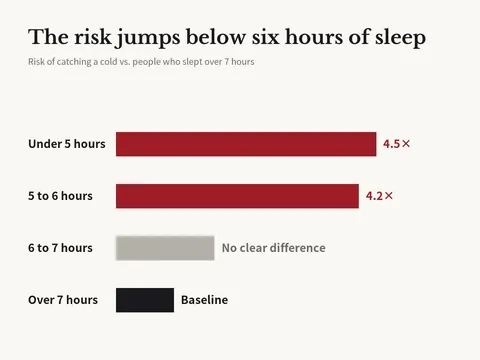 The risk jumps below six hours of sleep
Risk of catching a cold vs. people who slept over 7 hours
Under 5 hours 4.5×
5 to 6 hours 4.2×
6 to 7 hours No clear difference
Over 7 hours Baseline